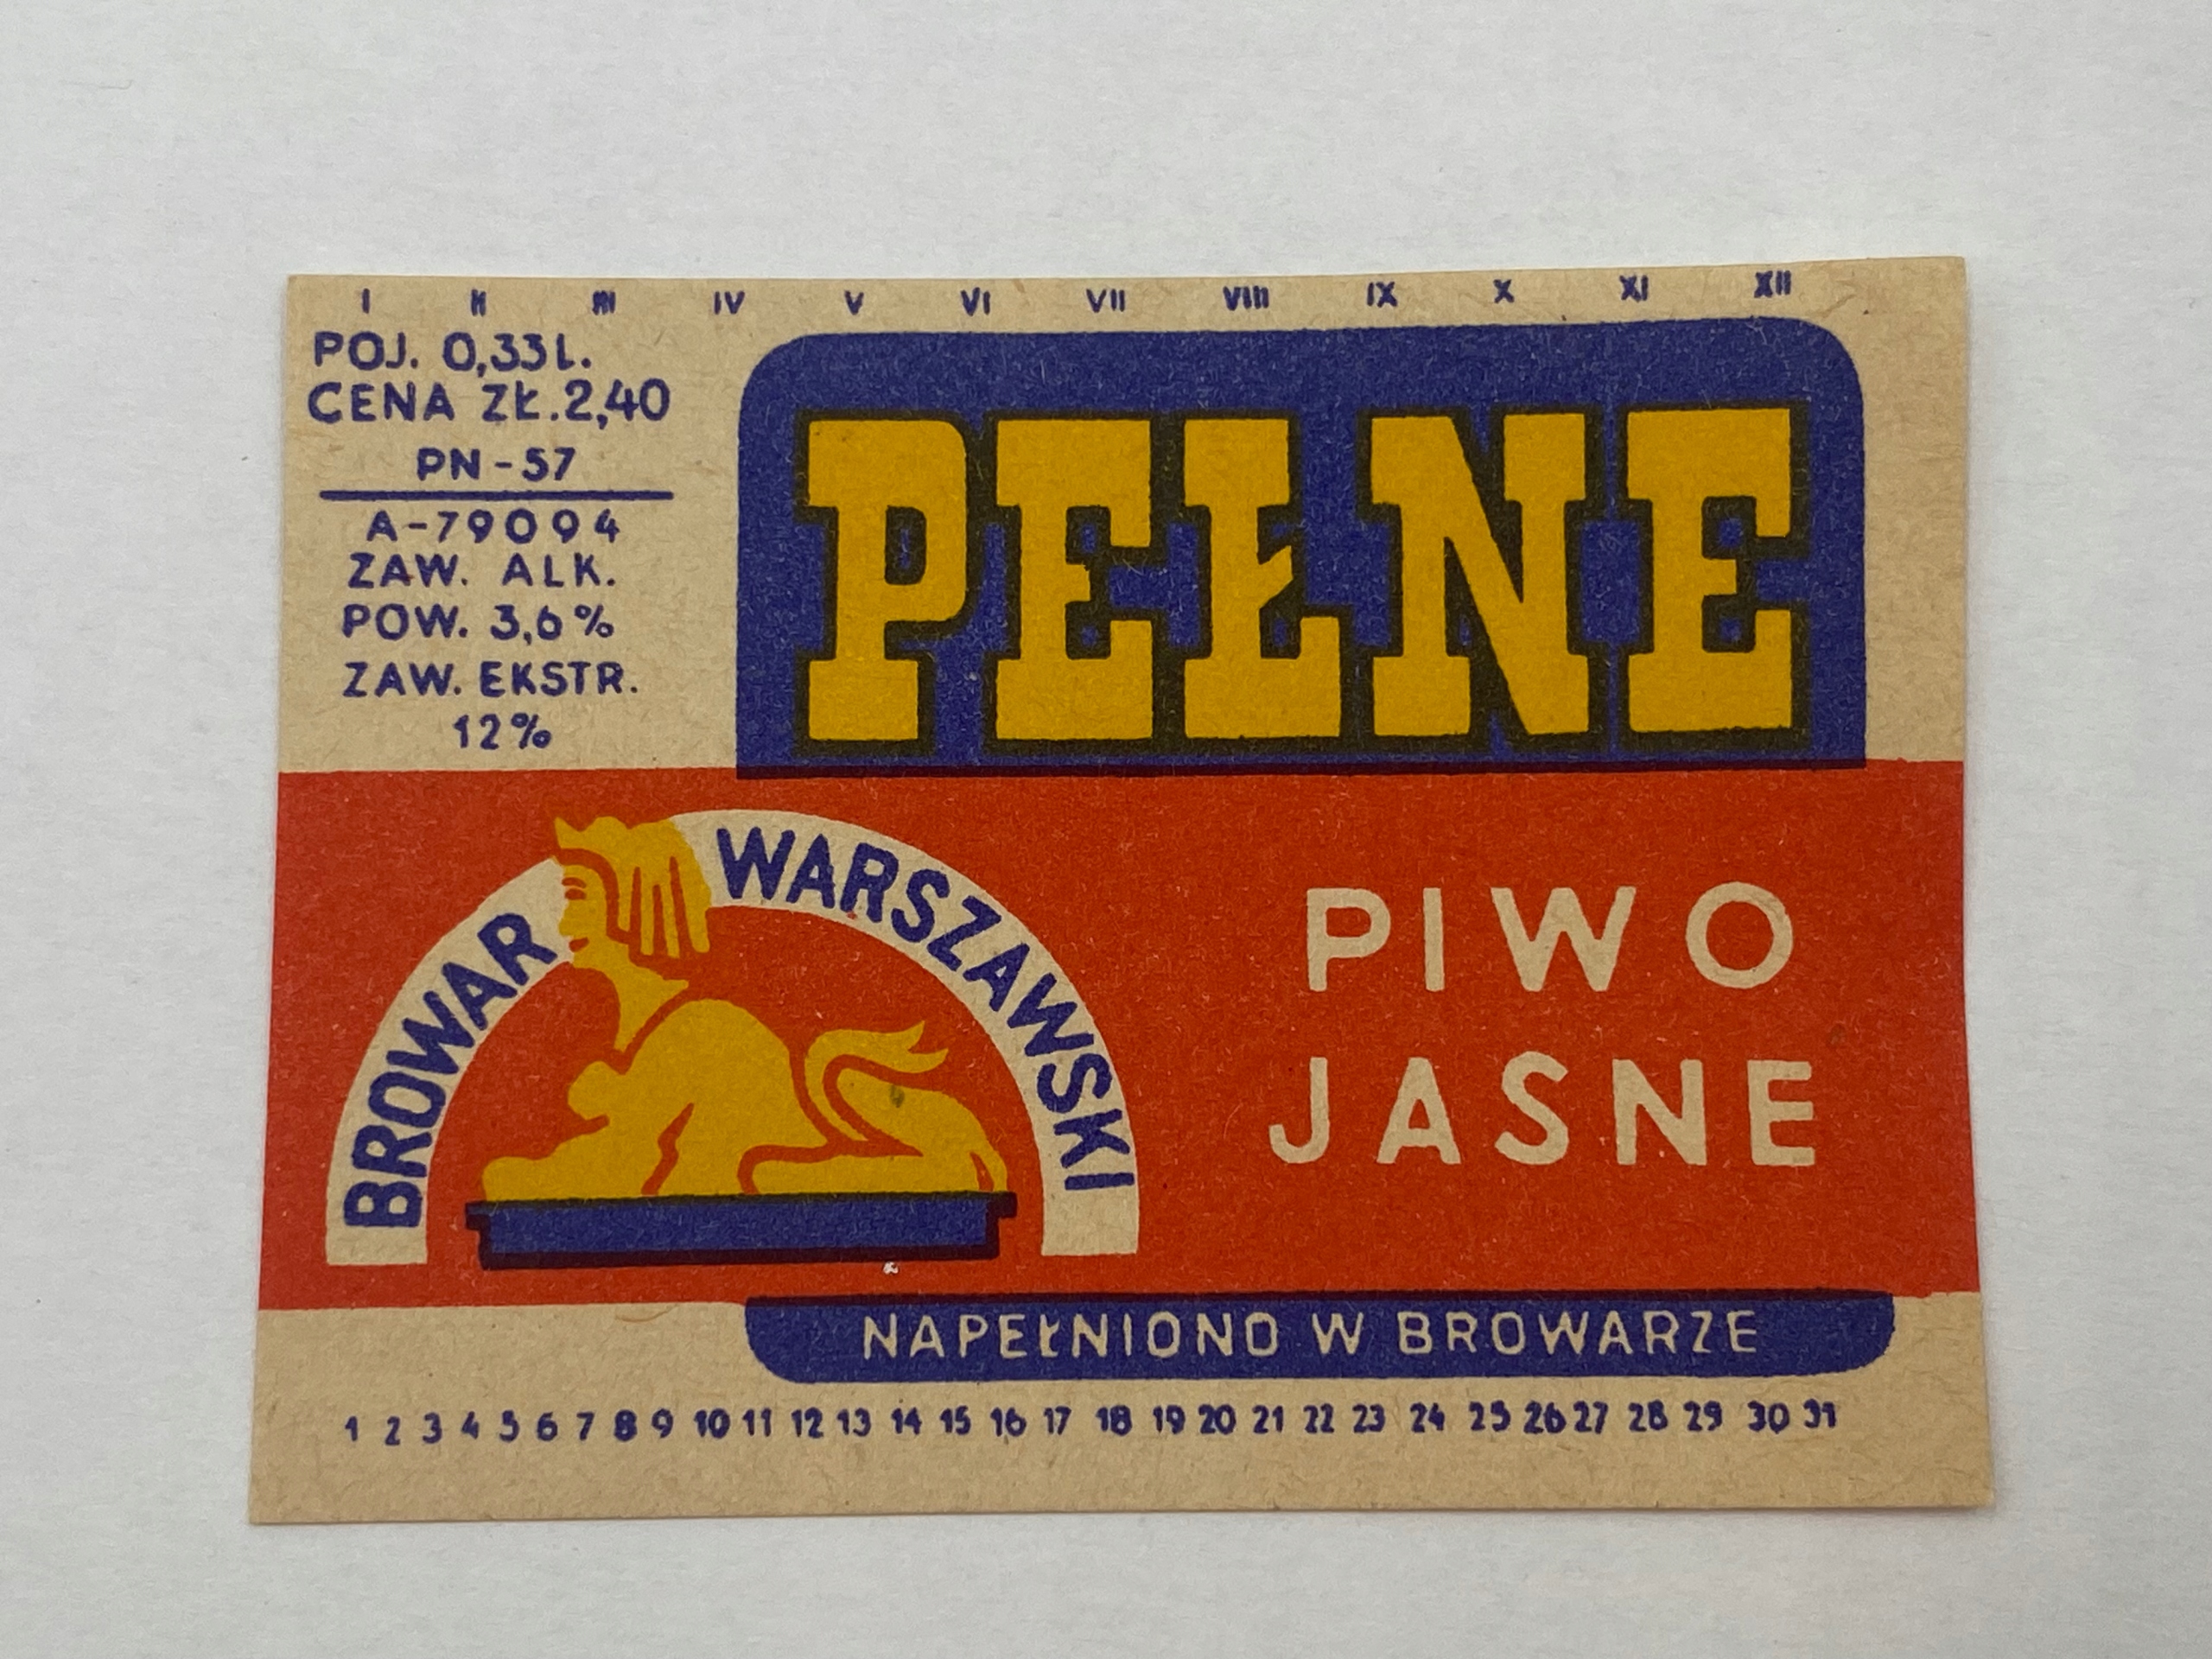 I II III IV V VI VII VIII IX X XI XII
POJ. 0,33 l.
CENA ZŁ. 2,40
PN-57
A-79094
ZAW. ALK.
POW. 3,6%
ZAW. EKSTR.
12%
PEŁNE
BROWAR WARSZAWSKI
PIWO
JASNE
NAPEŁNIONO W BROWARZE
1 2 3 4 5 6 7 8 9 10 11 12 13 14 15 16 17 18 19 20 21 22 23 24 25 26 27 28 29 30 31